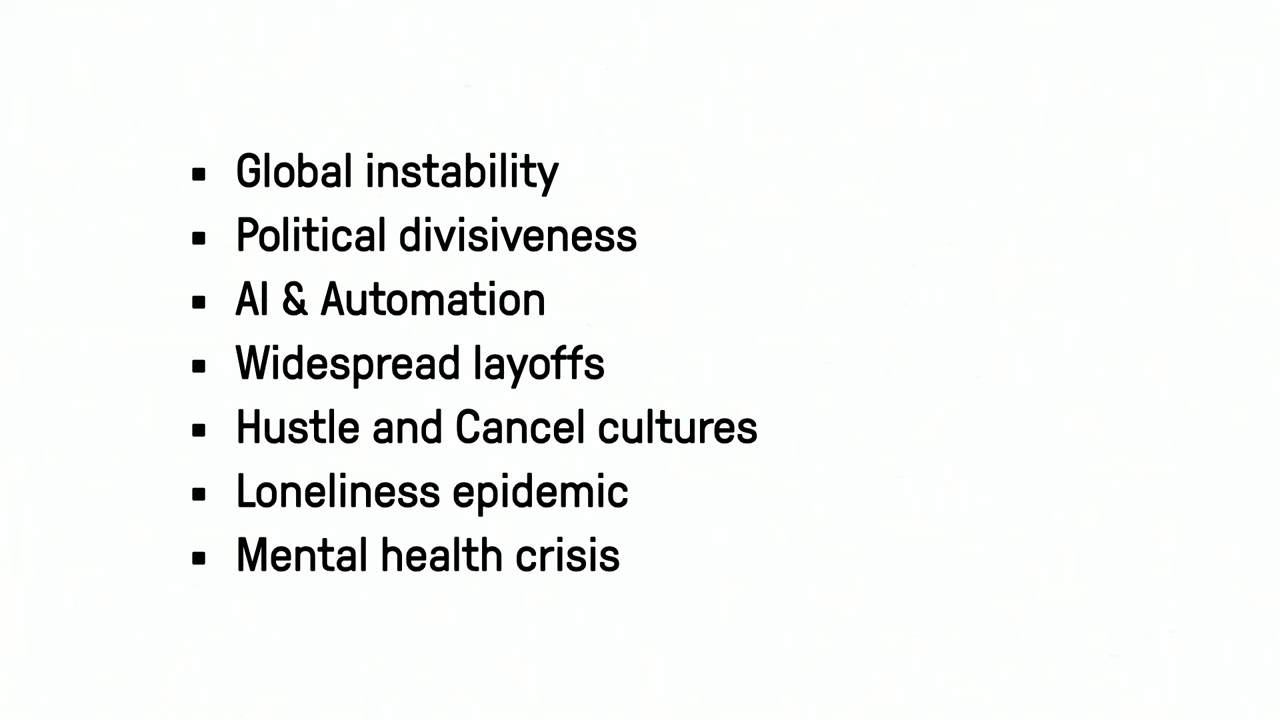 ▪ Global instability
▪ Political divisiveness
▪ AI & Automation
▪ Widespread layoffs
▪ Hustle and Cancel cultures
▪ Loneliness epidemic
▪ Mental health crisis